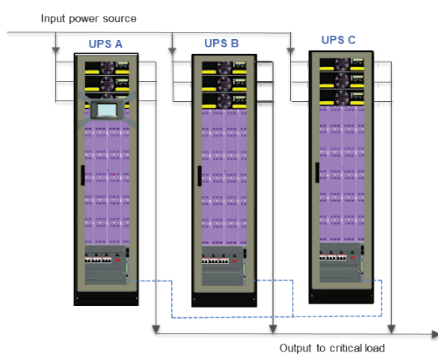 Input power source
UPS A
UPS B
UPS C
Output to critical load